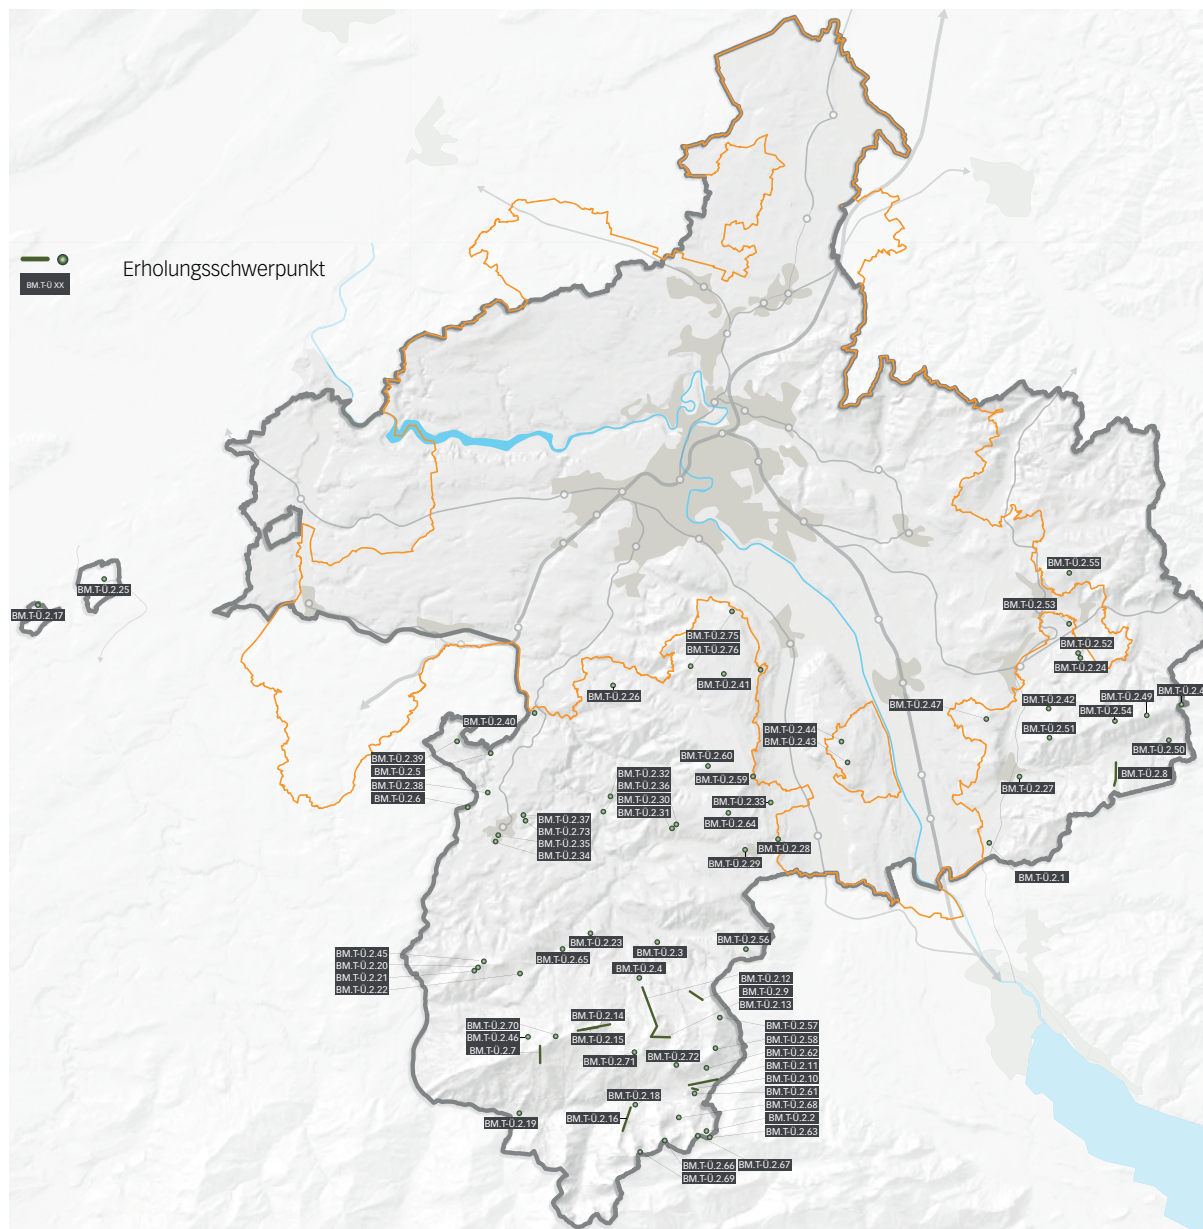 Erholungsschwerpunkt
BM.T-Ü XX
BM.T-Ü.2.55
BM.T-Ü.2.25
BM.T-Ü.2.53
BM.T-Ü.2.17
BM.T-Ü.2.75
BM.T-Ü.2.76
BM.T-Ü.2.52
BM.T-Ü.2.24
BM.T-Ü.2.41
BM.T-Ü.2.26
BM.T-Ü.2.47
BM.T-Ü.2.42
BM.T-Ü.2.49
BM.T-Ü.2.54
BM.T-Ü.2.40
BM.T-Ü.2.44
BM.T-Ü.2.43
BM.T-Ü.2.51
BM.T-Ü.2.50
BM.T-Ü.2.39
BM.T-Ü.2.5
BM.T-Ü.2.38
BM.T-Ü.2.6
BM.T-Ü.2.60
BM.T-Ü.2.59
BM.T-Ü.2.32
BM.T-Ü.2.36
BM.T-Ü.2.30
BM.T-Ü.2.31
BM.T-Ü.2.8
BM.T-Ü.2.27
BM.T-Ü.2.33
BM.T-Ü.2.64
BM.T-Ü.2.37
BM.T-Ü.2.73
BM.T-Ü.2.35
BM.T-Ü.2.34
BM.T-Ü.2.28
BM.T-Ü.2.29
BM.T-Ü.2.1
BM.T-Ü.2.23
BM.T-Ü.2.56
BM.T-Ü.2.3
BM.T-Ü.2.65
BM.T-Ü.2.45
BM.T-Ü.2.20
BM.T-Ü.2.21
BM.T-Ü.2.22
BM.T-Ü.2.4
BM.T-Ü.2.12
BM.T-Ü.2.9
BM.T-Ü.2.13
BM.T-Ü.2.14
BM.T-Ü.2.15
BM.T-Ü.2.70
BM.T-Ü.2.46
BM.T-Ü.2.7
BM.T-Ü.2.71
BM.T-Ü.2.72
BM.T-Ü.2.57
BM.T-Ü.2.58
BM.T-Ü.2.62
BM.T-Ü.2.11
BM.T-Ü.2.10
BM.T-Ü.2.61
BM.T-Ü.2.68
BM.T-Ü.2.2
BM.T-Ü.2.63
BM.T-Ü.2.18
BM.T-Ü.2.16
BM.T-Ü.2.19
BM.T-Ü.2.66 BM.T-Ü.2.67
BM.T-Ü.2.69